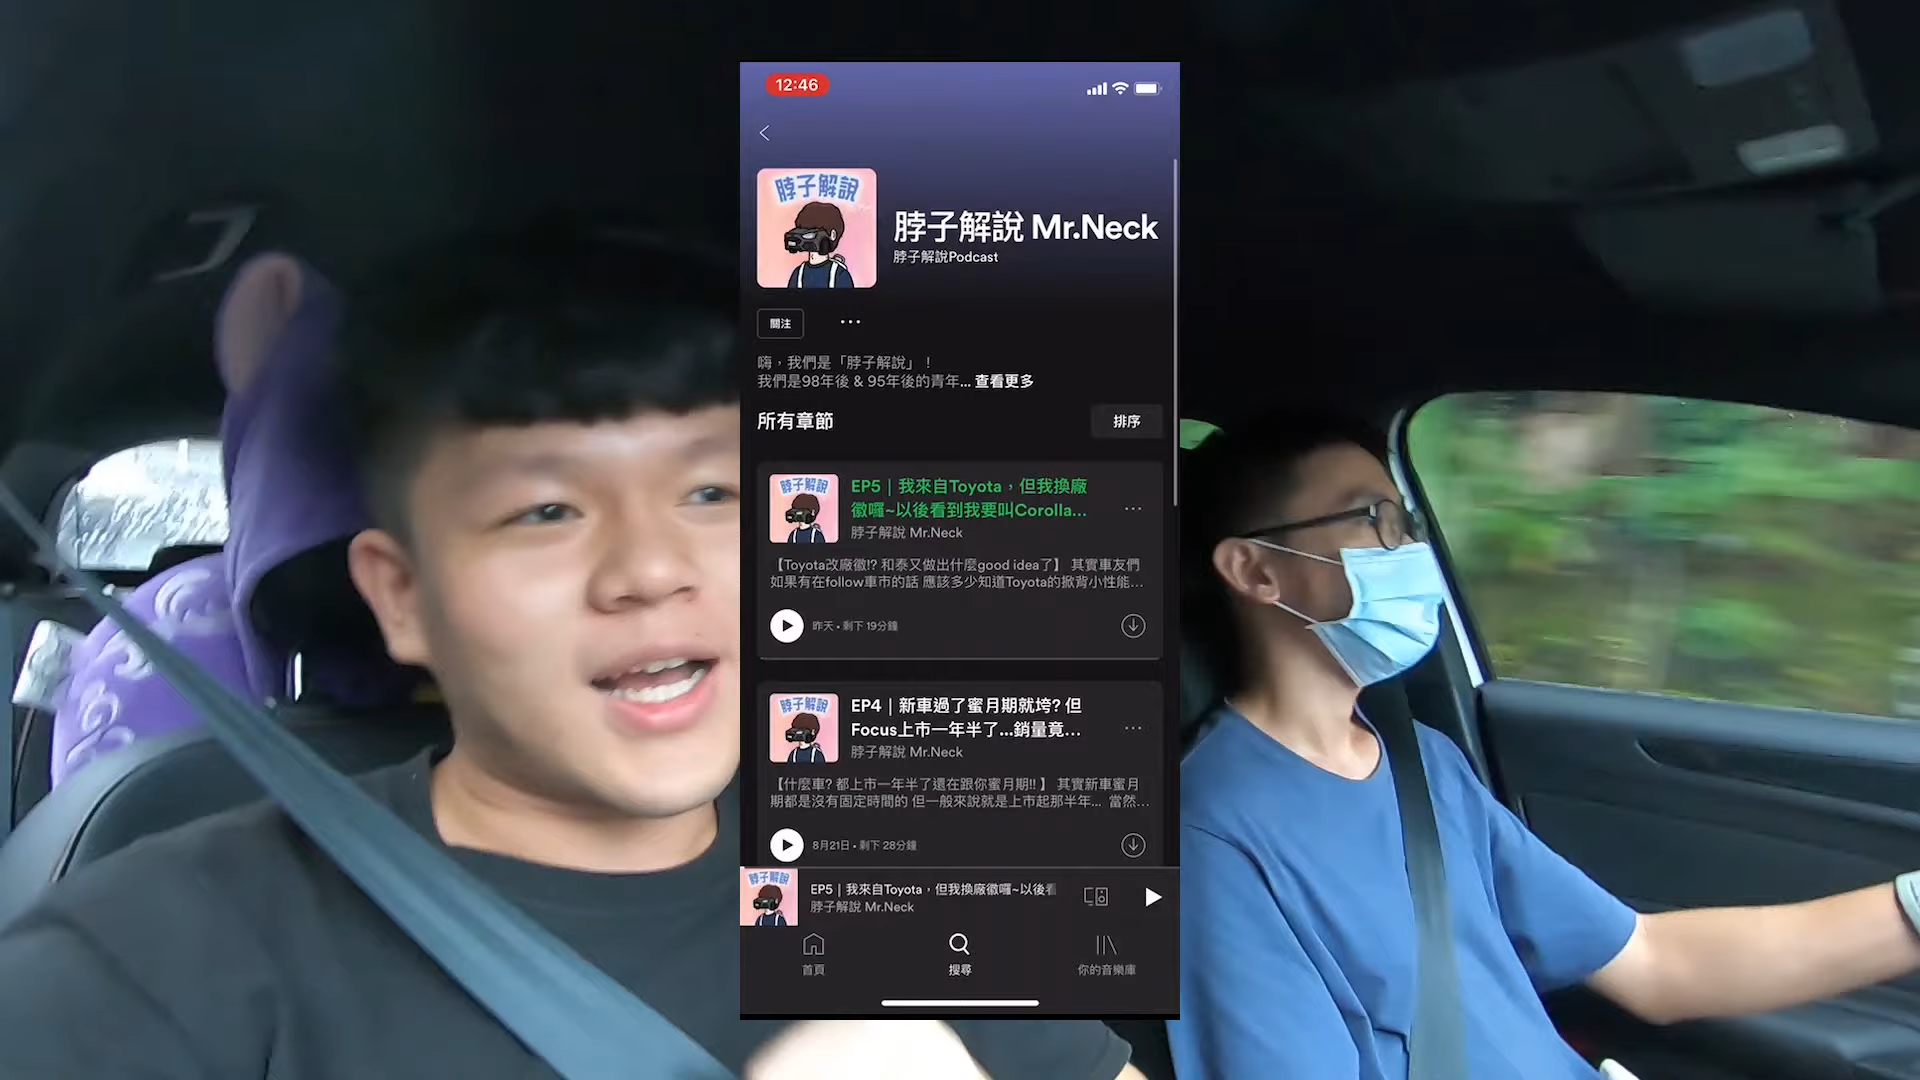 12:46
脖子解說
脖子解說 Mr.Neck
脖子解說Podcast
關注
嗨，我們是「脖子解說」！
我們是98年後 & 95年後的青年... 查看更多
所有章節
排序
脖子解說
EP5｜我來自Toyota，但我換廠
徽囉~以後看到我要叫Corolla...
脖子解說 Mr.Neck
【Toyota改廠徽!? 和泰又做出什麼good idea了】 其實車友們
如果有在follow車市的話 應該多少知道Toyota的掀背小性能...
昨天 • 剩下 19分鐘
脖子解說
EP4｜新車過了蜜月期就垮? 但
Focus上市一年半了...銷量竟...
脖子解說 Mr.Neck
【什麼車? 都上市一年半了還在跟你蜜月期!! 】 其實新車蜜月
期都是沒有固定時間的 但一般來說就是上市起那半年... 當然...
8月21日 • 剩下 28分鐘
脖子解說
EP5｜我來自Toyota，但我換廠徽囉~以後看
脖子解說 Mr.Neck
首頁
搜尋
你的音樂庫